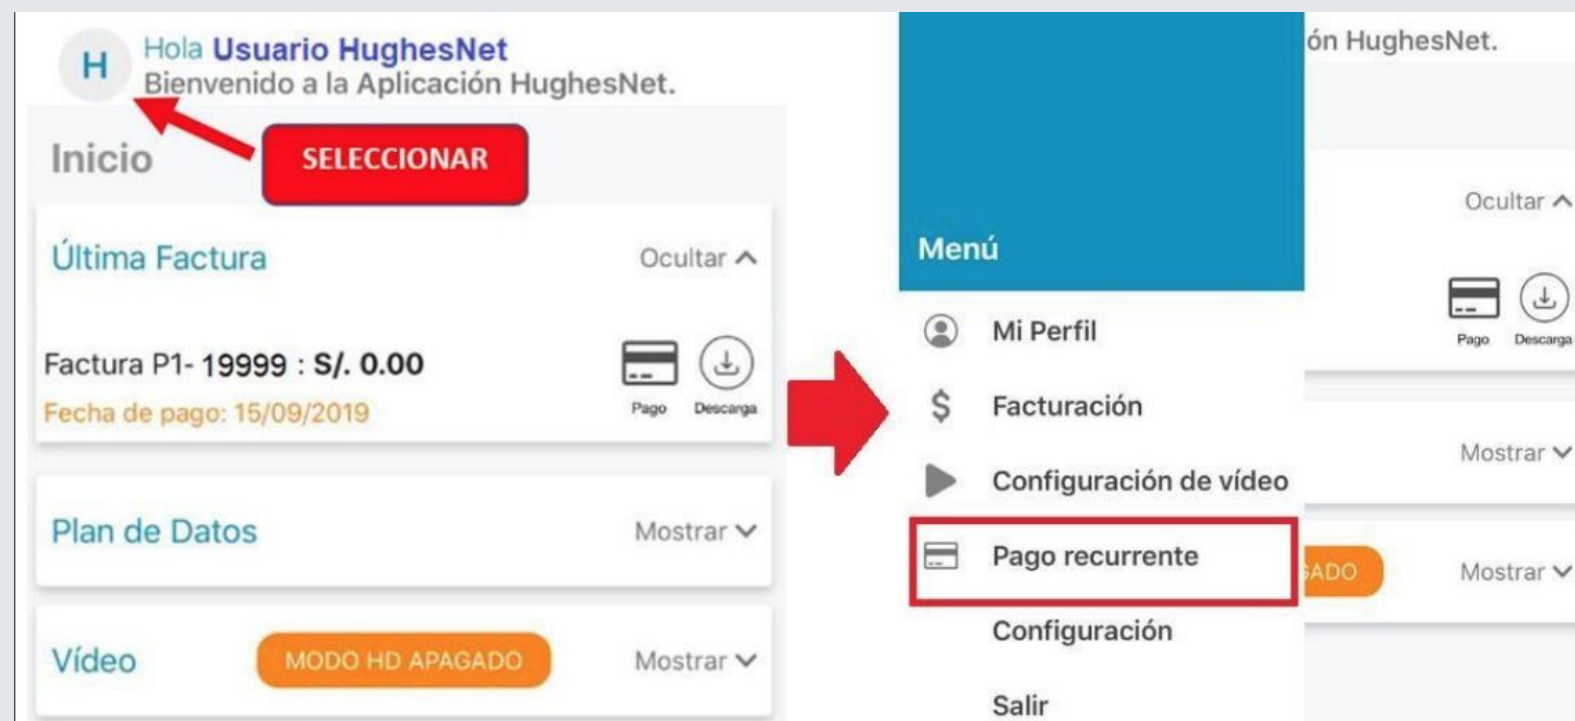 H
Hola Usuario HughesNet
Bienvenido a la Aplicación HughesNet.
SELECCIONAR
Inicio
Última Factura
Ocultar
Factura P1- 19999 : S/. 0.00
Fecha de pago: 15/09/2019
Pago
Descarga
Plan de Datos
Mostrar
Vídeo
MODO HD APAGADO
Mostrar
Menú
Mi Perfil
$ Facturación
Configuración de vídeo
Pago recurrente
Configuración
Salir
ón HughesNet.
Ocultar
Pago
Descarga
Mostrar
GADO
Mostrar